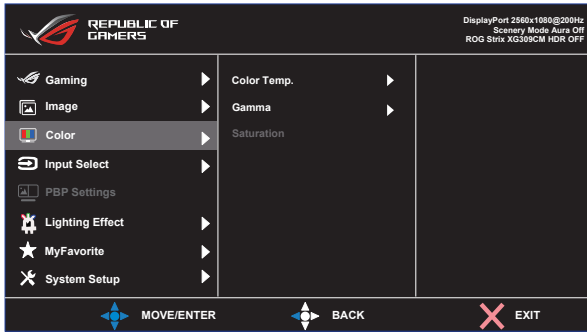 REPUBLIC OF
GAMERS
DisplayPort 2560x1080@200Hz
Scenery Mode Aura Off
ROG Strix XG309CM HDR OFF
Gaming
Image
Color
Input Select
PBP Settings
Lighting Effect
MyFavorite
System Setup
Color Temp.
Gamma
Saturation
MOVE/ENTER
BACK
EXIT